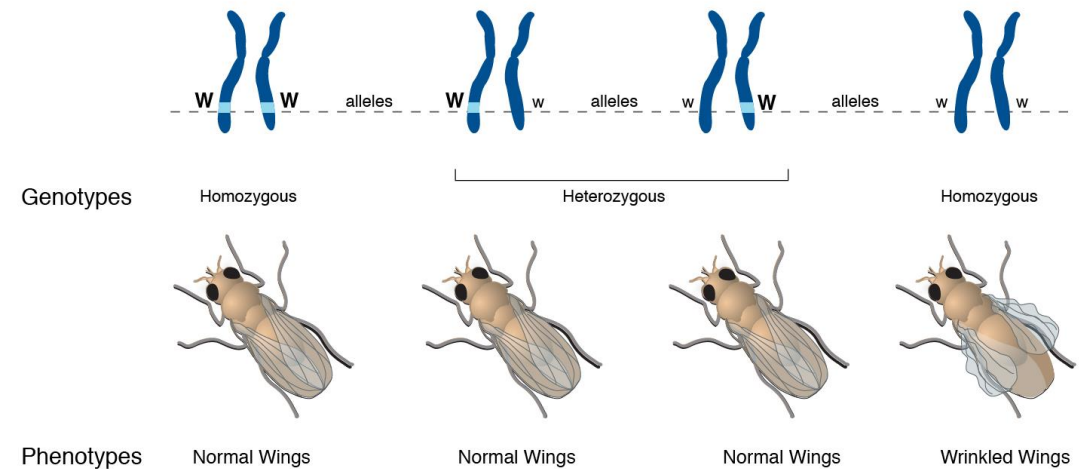 W W alleles W w alleles w W alleles w w
Genotypes Homozygous Heterozygous Homozygous
Phenotypes Normal Wings Normal Wings Normal Wings Wrinkled Wings